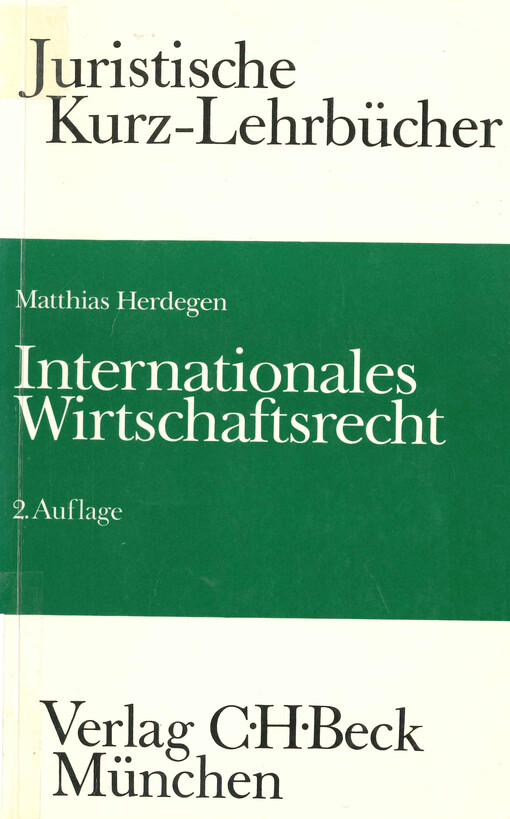 Juristische
Kurz-Lehrbücher
Matthias Herdegen
Internationales
Wirtschaftsrecht
2. Auflage
Verlag C·H·Beck
München